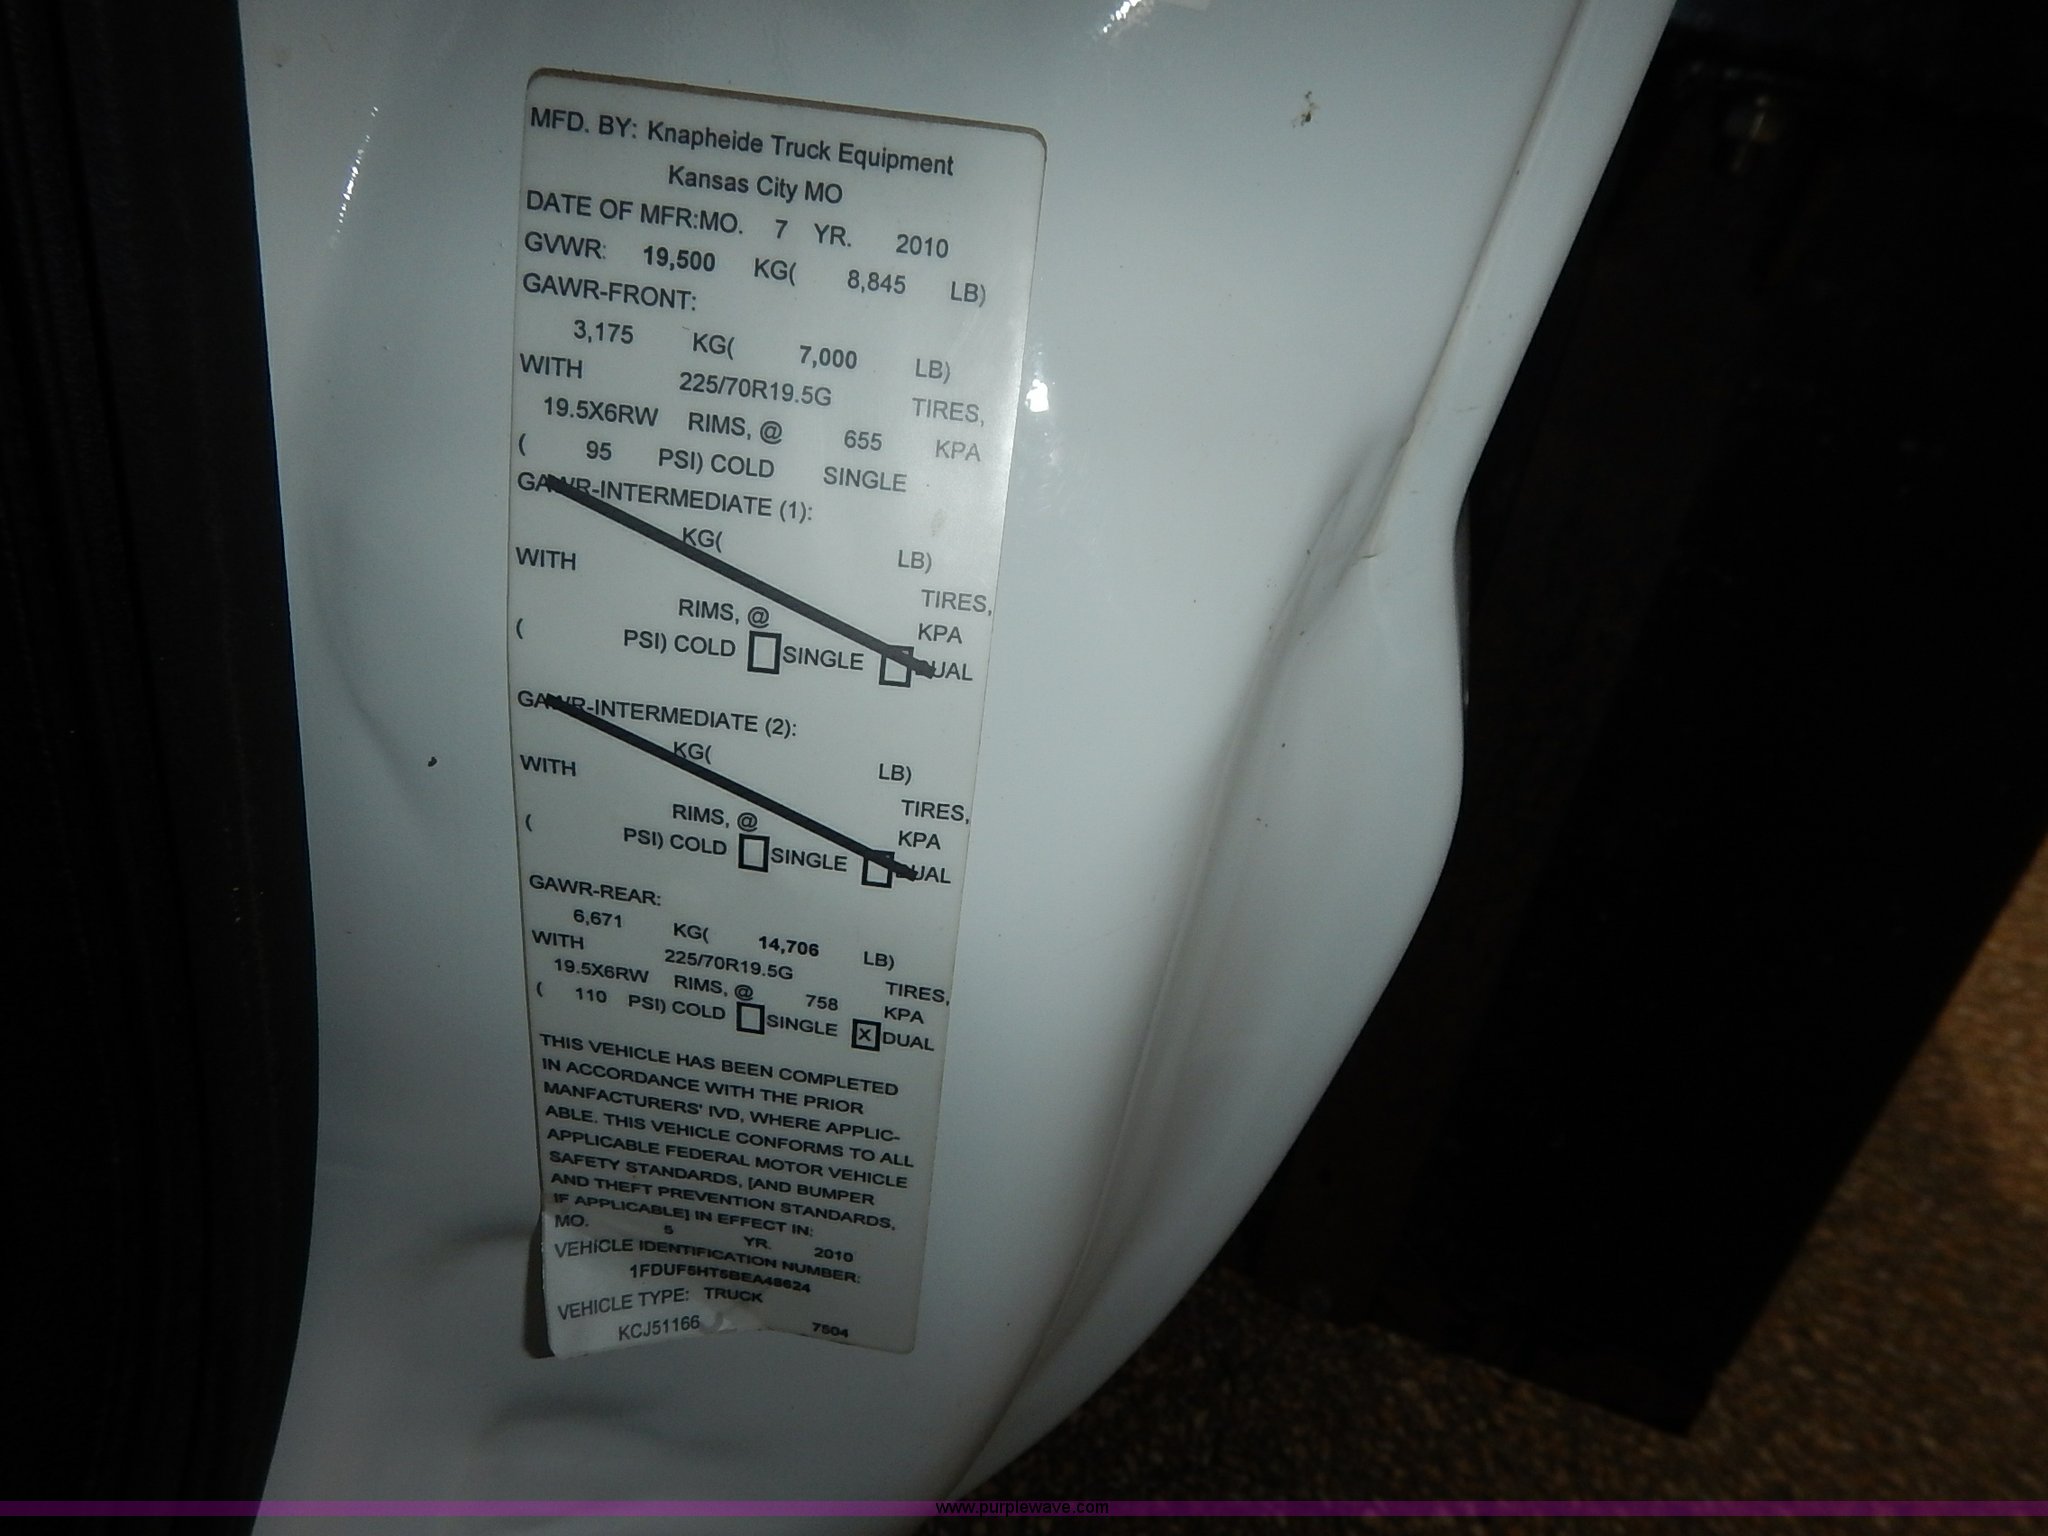 MFD. BY: Knapheide Truck Equipment
Kansas City MO
DATE OF MFR:MO. 7 YR. 2010
GVWR: 19,500 KG( 8,845 LB)
GAWR-FRONT:
3,175 KG( 7,000 LB)
WITH 225/70R19.5G TIRES,
19.5X6RW RIMS, @ 655 KPA
( 95 PSI) COLD SINGLE
GAWR-INTERMEDIATE (1):
KG( LB)
WITH TIRES,
RIMS, @ KPA
( PSI) COLD SINGLE DUAL
GAWR-INTERMEDIATE (2):
KG( LB)
WITH TIRES,
RIMS, @ KPA
( PSI) COLD SINGLE DUAL
GAWR-REAR:
6,671 KG( 14,706 LB)
WITH 225/70R19.5G TIRES,
19.5X6RW RIMS, @ 758 KPA
( 110 PSI) COLD SINGLE X DUAL
THIS VEHICLE HAS BEEN COMPLETED
IN ACCORDANCE WITH THE PRIOR
MANFACTURERS' IVD, WHERE APPLIC-
ABLE. THIS VEHICLE CONFORMS TO ALL
APPLICABLE FEDERAL MOTOR VEHICLE
SAFETY STANDARDS, [AND BUMPER
AND THEFT PREVENTION STANDARDS,
IF APPLICABLE] IN EFFECT IN:
MO. 5 YR. 2010
VEHICLE IDENTIFICATION NUMBER:
1FDUF5HT5BEA48624
VEHICLE TYPE: TRUCK
KCJ51166 7504
www.purplewave.com